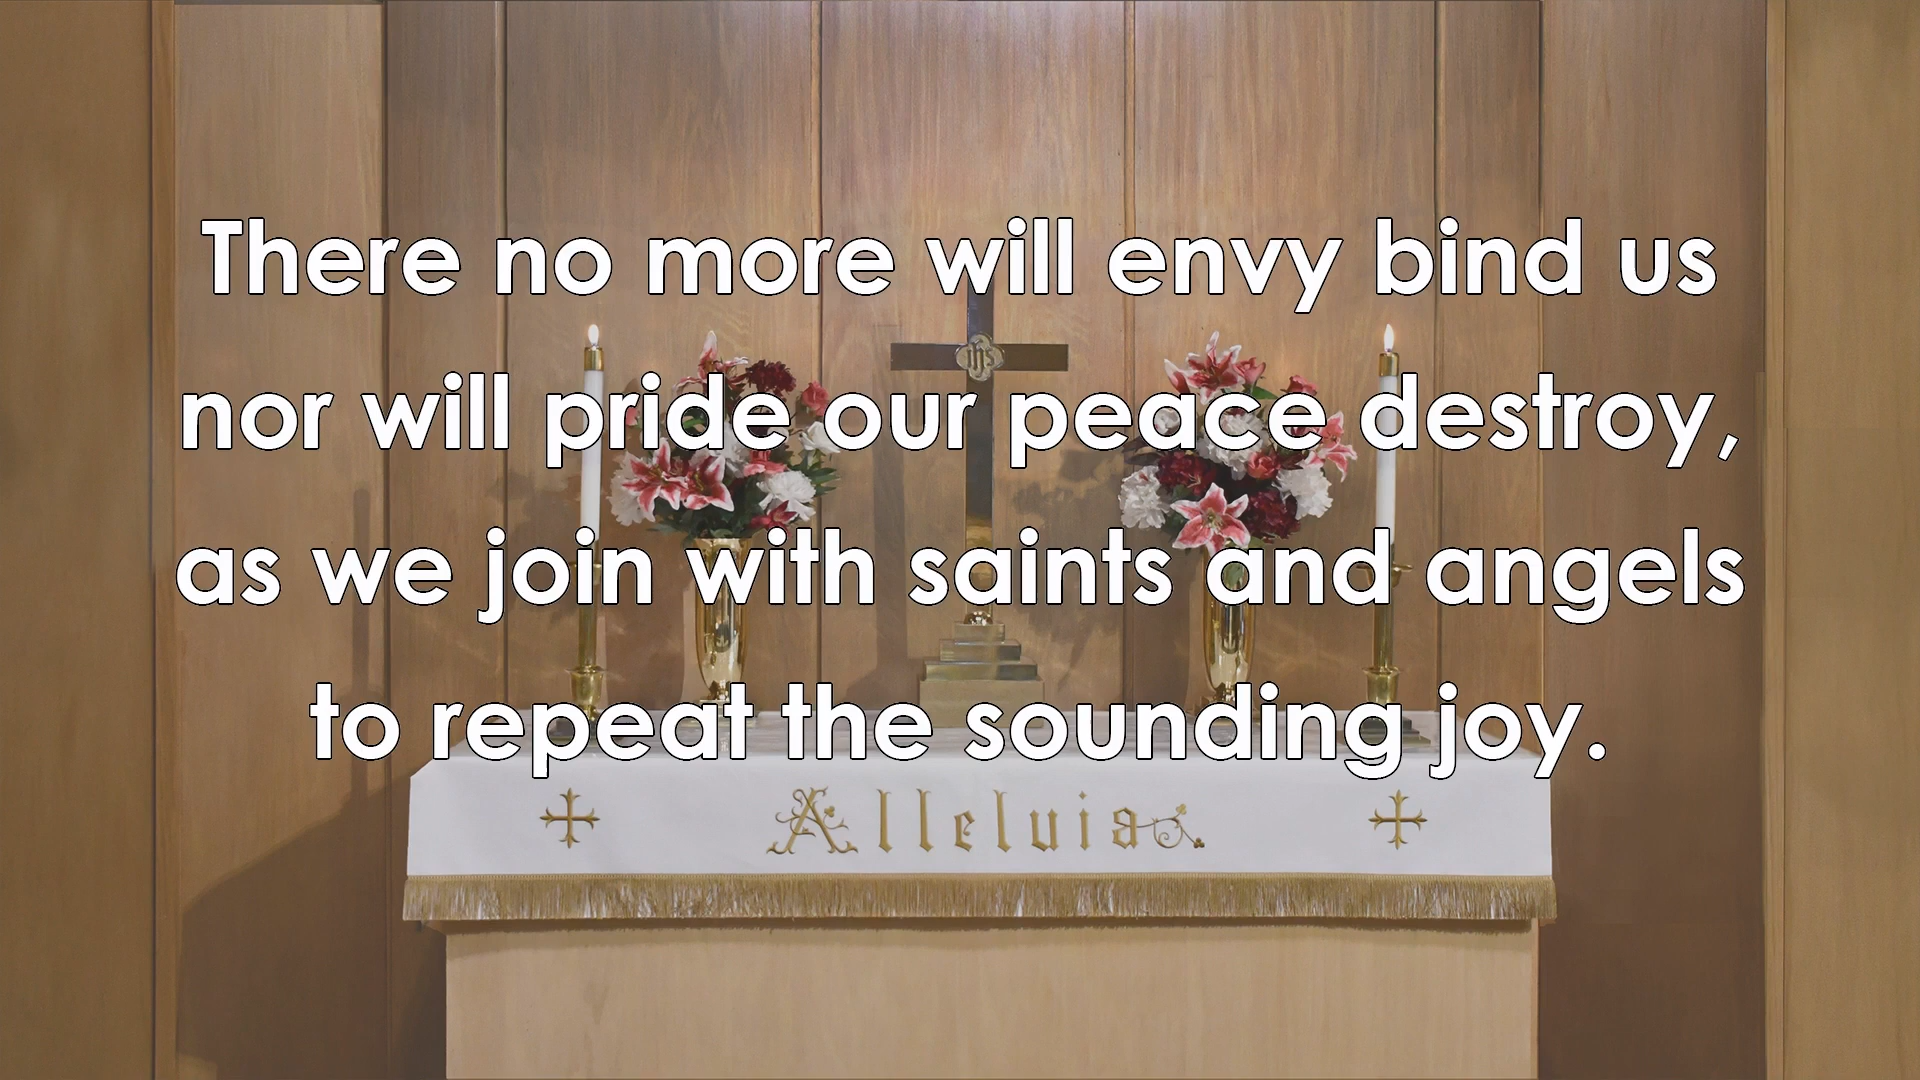 There no more will envy bind us
ihs
nor will pride our peace destroy,
as we join with saints and angels
to repeat the sounding joy.
Alleluia